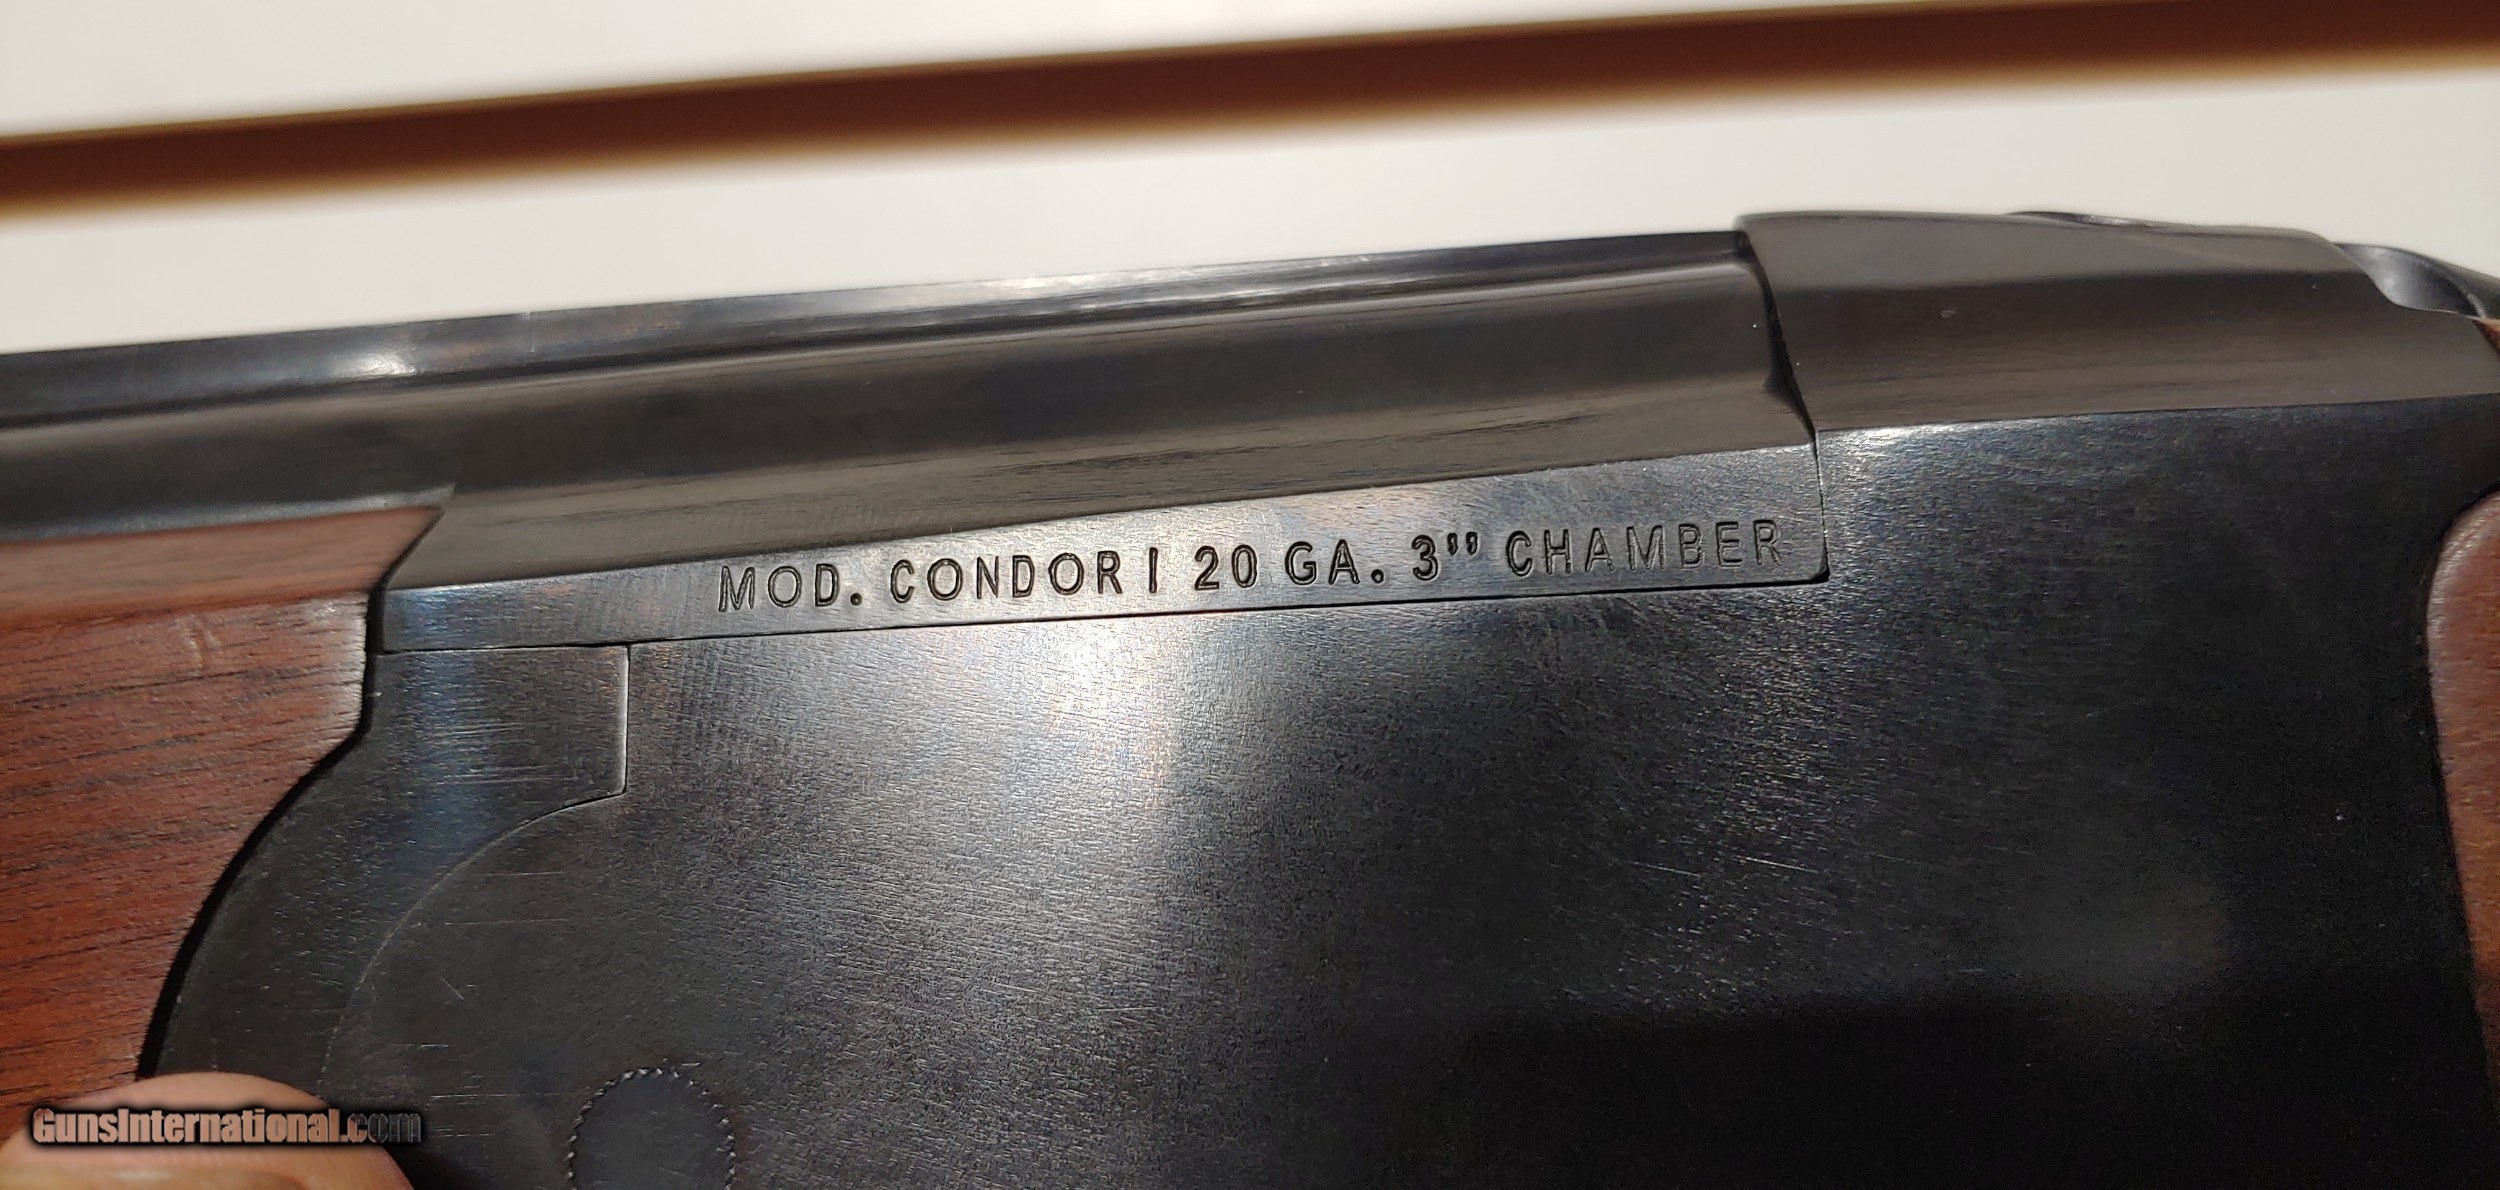 MOD. CONDOR I 20 GA. 3" CHAMBER
GunsInternational.com